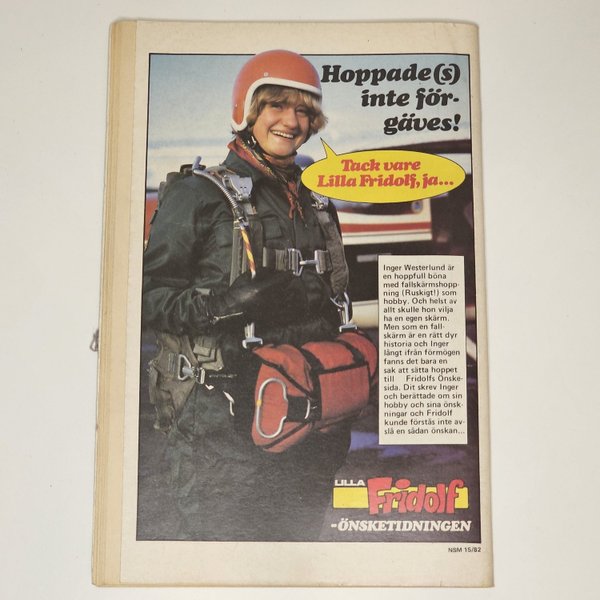 Hoppade(s)
inte för-
gäves!
Tack vare
Lilla Fridolf, ja...
Inger Westerlund är
en hoppfull böna
med fallskärmshopp-
ning (Ruskigt!) som
hobby. Och helst av
allt skulle hon vilja
ha en egen skärm.
Men som en fall-
skärm är en rätt dyr
historia och Inger
långt ifrån förmögen
fanns det bara en
sak att sätta hoppet
till Fridolfs Önske-
sida. Dit skrev Inger
och berättade om sin
hobby och sina önsk-
ningar och Fridolf
kunde förstås inte av-
slå en sådan önskan...
LILLA
Fridolf
-ÖNSKETIDNINGEN
NSM 15/82